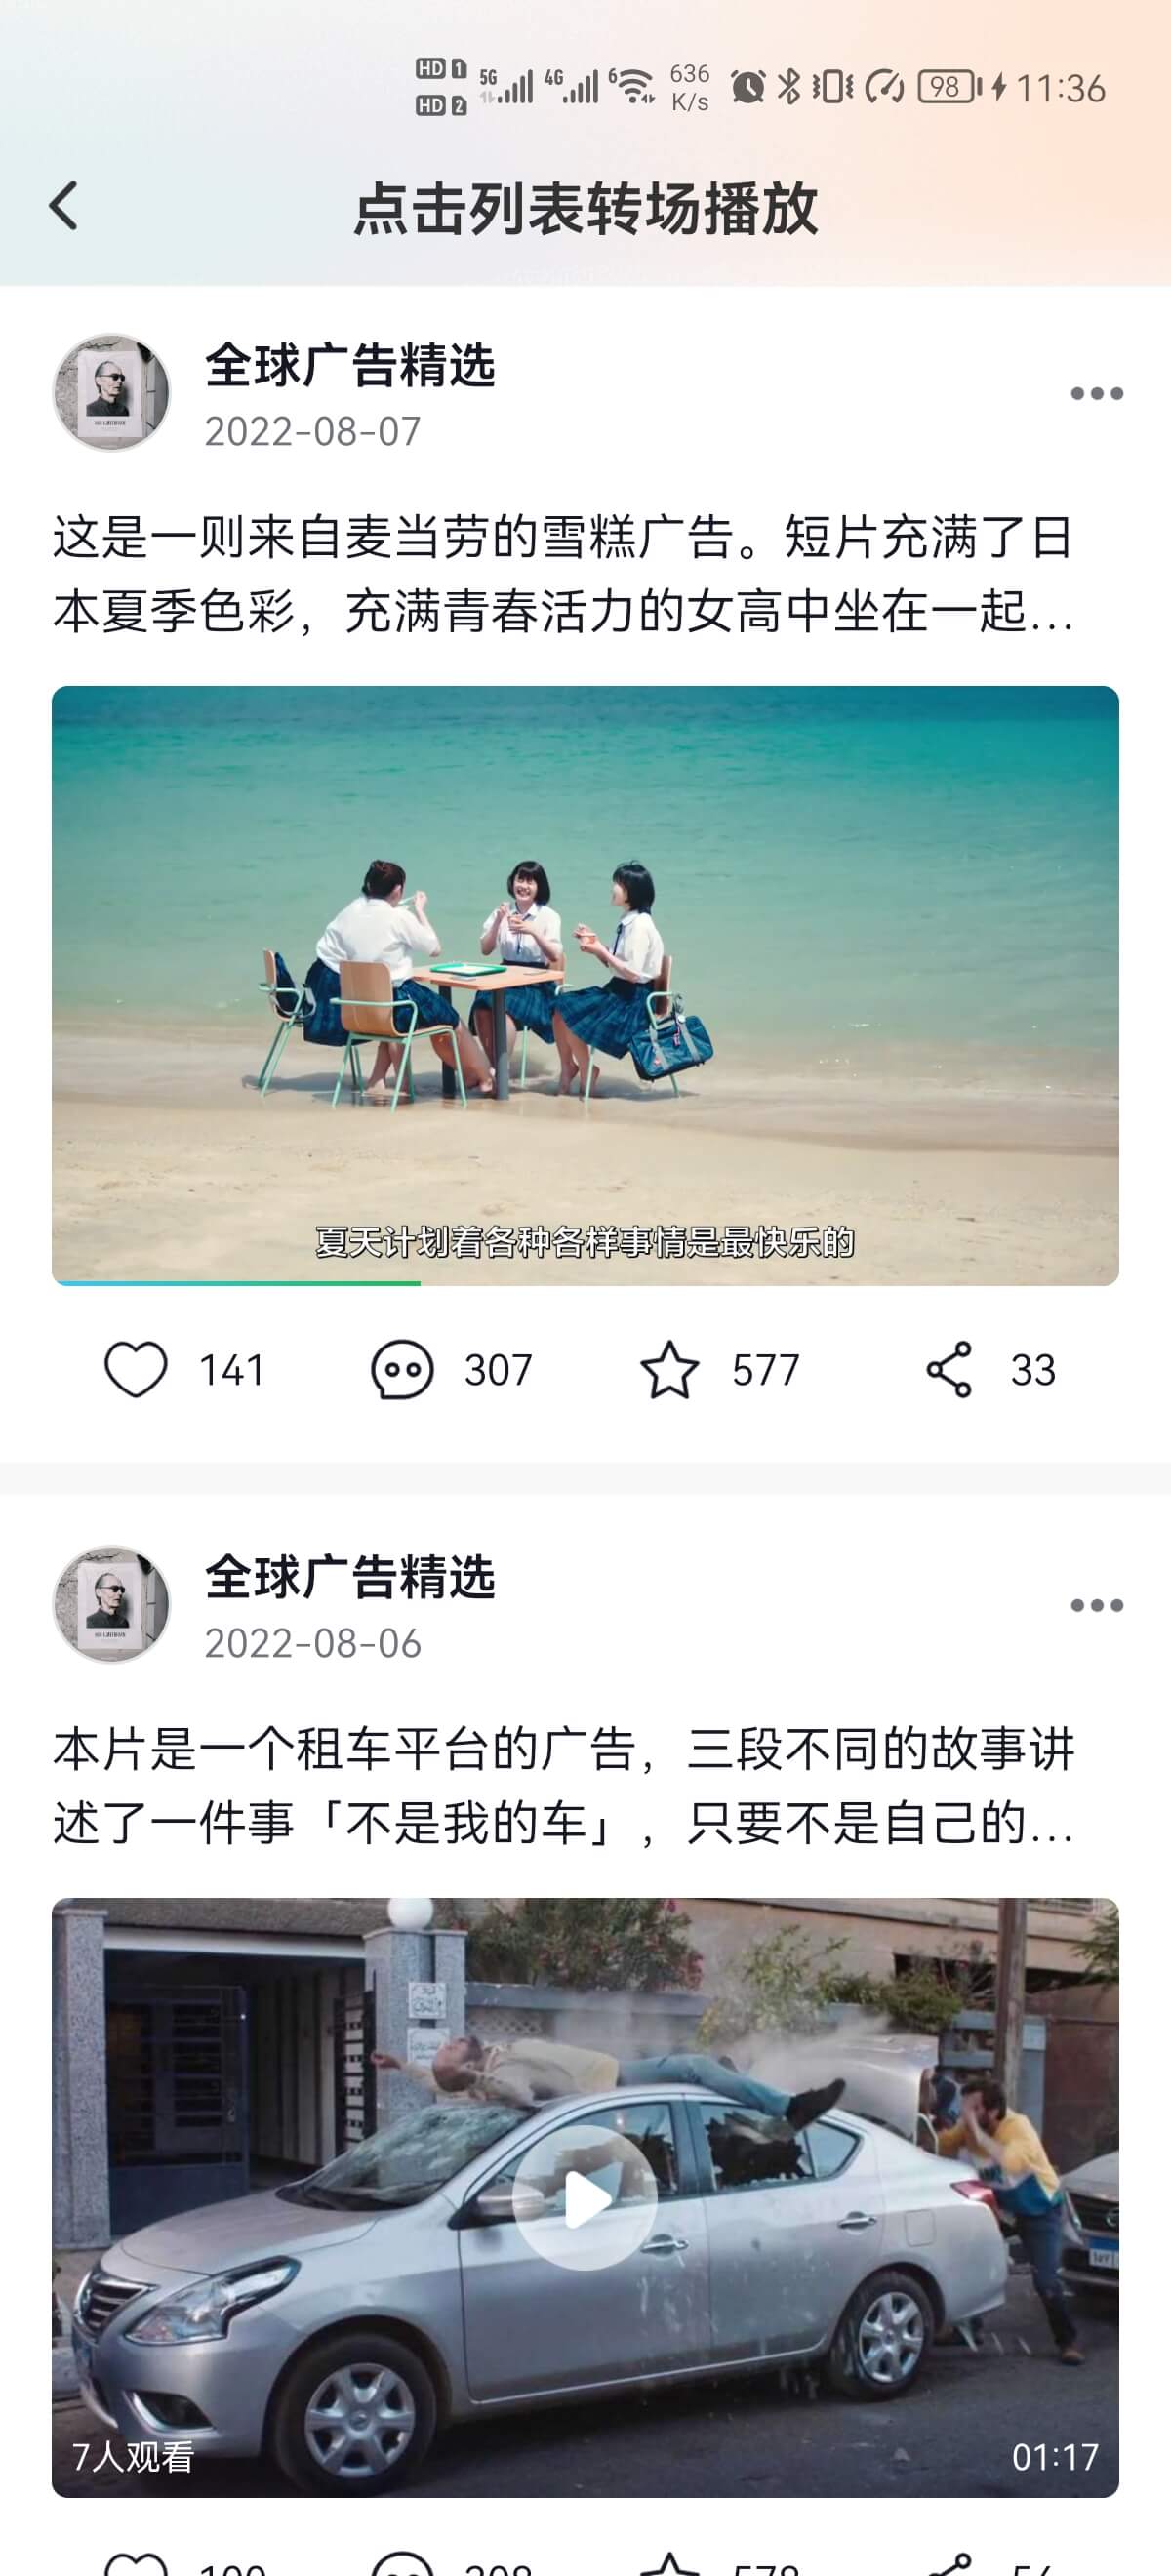 HD 1 5G 4G 6 636 98 11:36
HD 2 K/s
点击列表转场播放
全球广告精选
2022-08-07
这是一则来自麦当劳的雪糕广告。短片充满了日
本夏季色彩，充满青春活力的女高中坐在一起...
夏天计划着各种各样事情是最快乐的
141 307 577 33
全球广告精选
2022-08-06
本片是一个租车平台的广告，三段不同的故事讲
述了一件事「不是我的车」，只要不是自己的...
7人观看 01:17